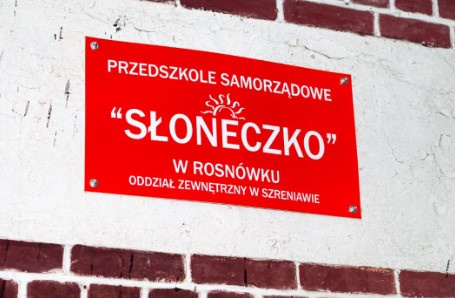 PRZEDSZKOLE SAMORZĄDOWE
“SŁONECZKO”
W ROSNÓWKU
ODDZIAŁ ZEWNĘTRZNY W SZRENIAWIE